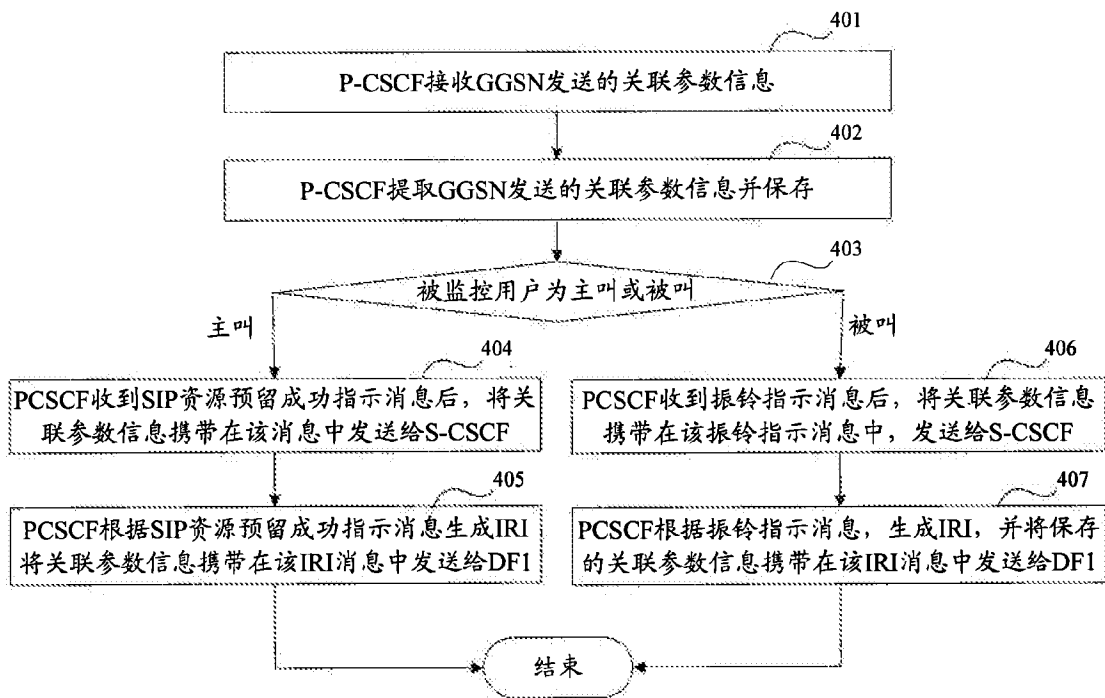 401
P-CSCF接收GGSN发送的关联参数信息
402
P-CSCF提取GGSN发送的关联参数信息并保存
403
被监控用户为主叫或被叫
主叫
被叫
404
PCSCF收到SIP资源预留成功指示消息后，将关
联参数信息携带在该消息中发送给S-CSCF
406
PCSCF收到振铃指示消息后，将关联参数信息
携带在该振铃指示消息中，发送给S-CSCF
405
PCSCF根据SIP资源预留成功指示消息生成IRI
将关联参数信息携带在该IRI消息中发送给DF1
407
PCSCF根据振铃指示消息，生成IRI，并将保存
的关联参数信息携带在该IRI消息中发送给DF1
结束